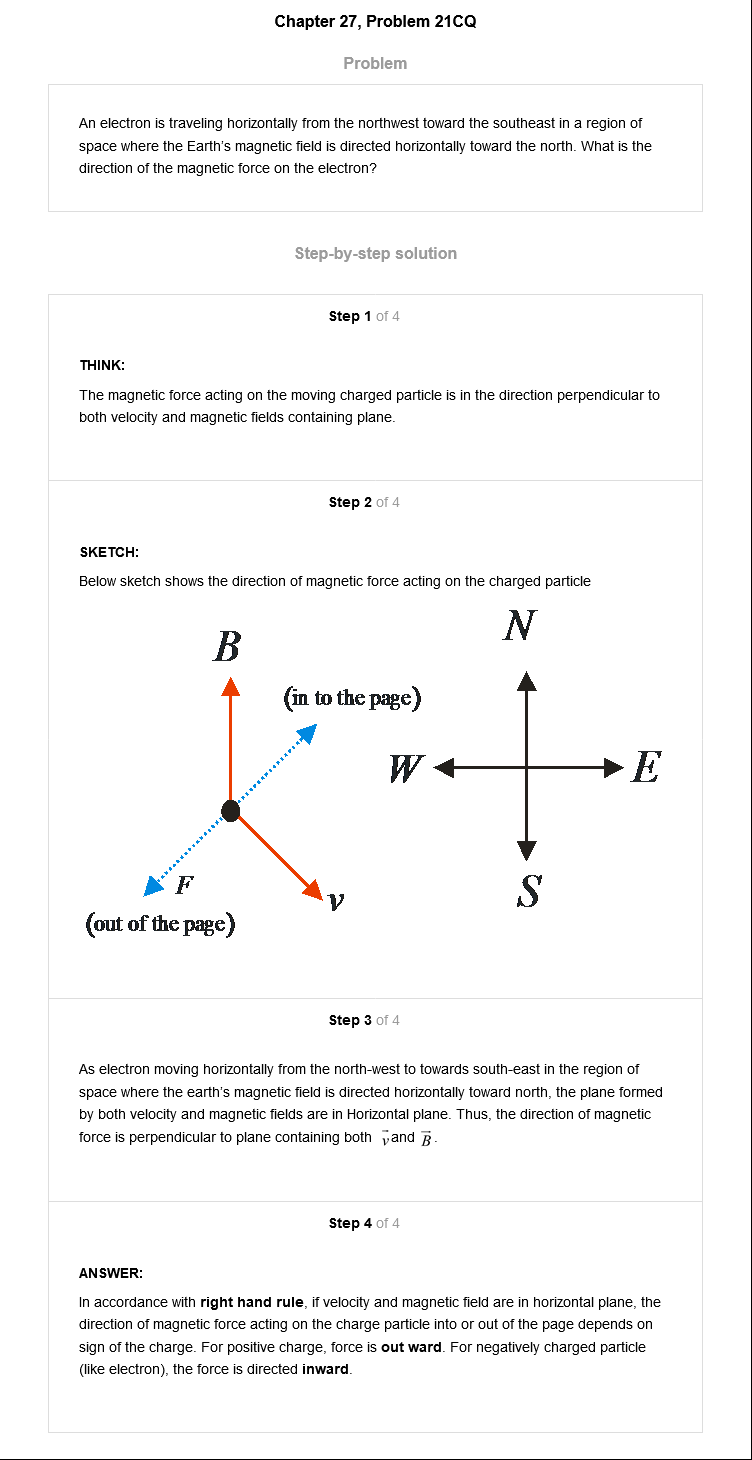 Chapter 27, Problem 21CQ
Problem
An electron is traveling horizontally from the northwest toward the southeast in a region of
space where the Earth's magnetic field is directed horizontally toward the north. What is the
direction of the magnetic force on the electron?
Step-by-step solution
Step 1 of 4
THINK:
The magnetic force acting on the moving charged particle is in the direction perpendicular to
both velocity and magnetic fields containing plane.
Step 2 of 4
SKETCH:
Below sketch shows the direction of magnetic force acting on the charged particle
N
B
(in to the page)
W
E
F
v
S
(out of the page)
Step 3 of 4
As electron moving horizontally from the north-west to towards south-east in the region of
space where the earth's magnetic field is directed horizontally toward north, the plane formed
by both velocity and magnetic fields are in Horizontal plane. Thus, the direction of magnetic
force is perpendicular to plane containing both v⃗ and B⃗.
Step 4 of 4
ANSWER:
In accordance with right hand rule, if velocity and magnetic field are in horizontal plane, the
direction of magnetic force acting on the charge particle into or out of the page depends on
sign of the charge. For positive charge, force is out ward. For negatively charged particle
(like electron), the force is directed inward.